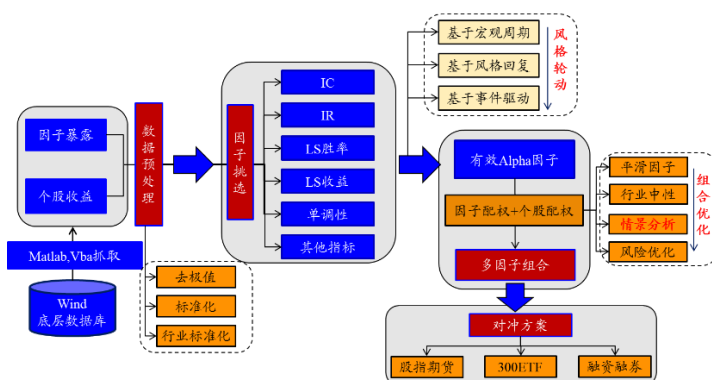 因子暴露
个股收益
Matlab,Vba抓取
Wind
底层数据库
数据预处理
去极值
标准化
行业标准化
因子挑选
IC
IR
LS胜率
LS收益
单调性
其他指标
基于宏观周期
基于风格回复
基于事件驱动
风格轮动
有效Alpha因子
因子配权+个股配权
多因子组合
平滑因子
行业中性
情景分析
风险优化
组合优化
对冲方案
股指期货
300ETF
融资融券